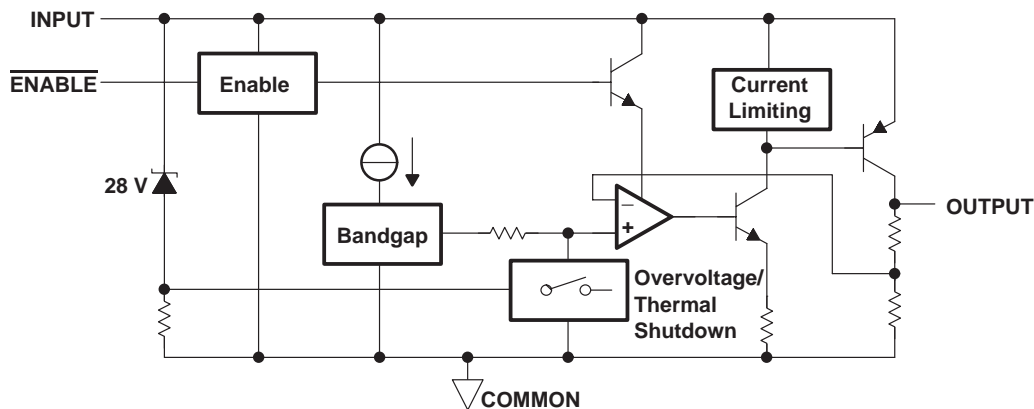 INPUT
ENABLE
Enable
Current
Limiting
28 V
−
+
OUTPUT
Bandgap
Overvoltage/
Thermal
Shutdown
COMMON